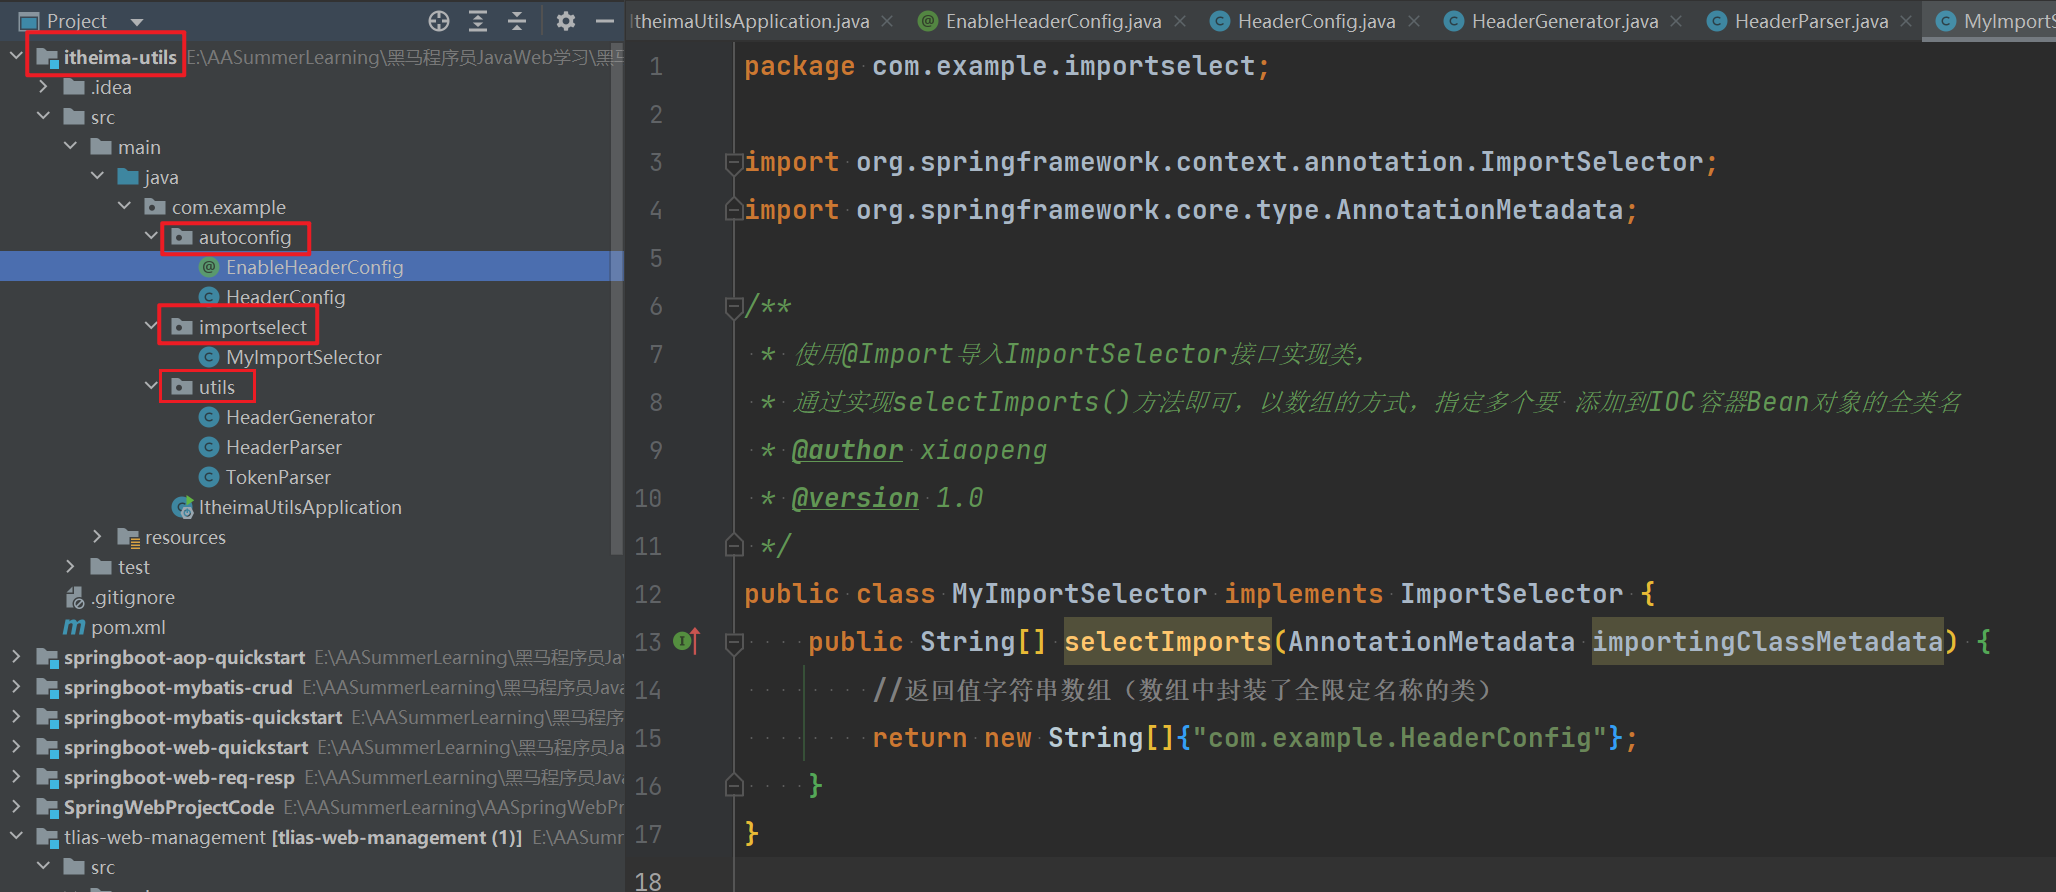 Project
itheima-utils E:\AASummerLearning\黑马程序员JavaWeb学习\黑马
.idea
src
main
java
com.example
autoconfig
EnableHeaderConfig
HeaderConfig
importselect
MyImportSelector
utils
HeaderGenerator
HeaderParser
TokenParser
ItheimaUtilsApplication
resources
test
.gitignore
pom.xml
springboot-aop-quickstart E:\AASummerLearning\黑马程序员Jav
springboot-mybatis-crud E:\AASummerLearning\黑马程序员Java
springboot-mybatis-quickstart E:\AASummerLearning\黑马程序
springboot-web-quickstart E:\AASummerLearning\黑马程序员Ja
springboot-web-req-resp E:\AASummerLearning\黑马程序员Java
SpringWebProjectCode E:\AASummerLearning\AASpringWebPr
tlias-web-management [tlias-web-management (1)] E:\AASumm
src
ItheimaUtilsApplication.java EnableHeaderConfig.java HeaderConfig.java HeaderGenerator.java HeaderParser.java MyImportS
1 package com.example.importselect;
2
3 import org.springframework.context.annotation.ImportSelector;
4 import org.springframework.core.type.AnnotationMetadata;
5
6 /**
7 * 使用@Import导入ImportSelector接口实现类，
8 * 通过实现selectImports()方法即可，以数组的方式，指定多个要 添加到IOC容器Bean对象的全类名
9 * @author xiaopeng
10 * @version 1.0
11 */
12 public class MyImportSelector implements ImportSelector {
13 public String[] selectImports(AnnotationMetadata importingClassMetadata) {
14 //返回值字符串数组（数组中封装了全限定名称的类）
15 return new String[]{"com.example.HeaderConfig"};
16 }
17 }
18